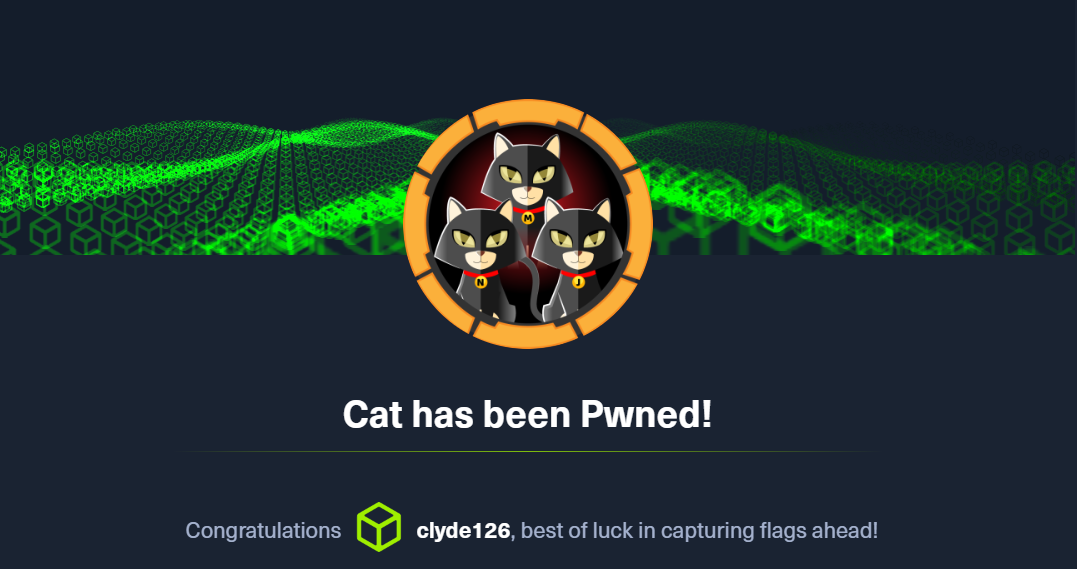 M
N J
Cat has been Pwned!
Congratulations clyde126, best of luck in capturing flags ahead!